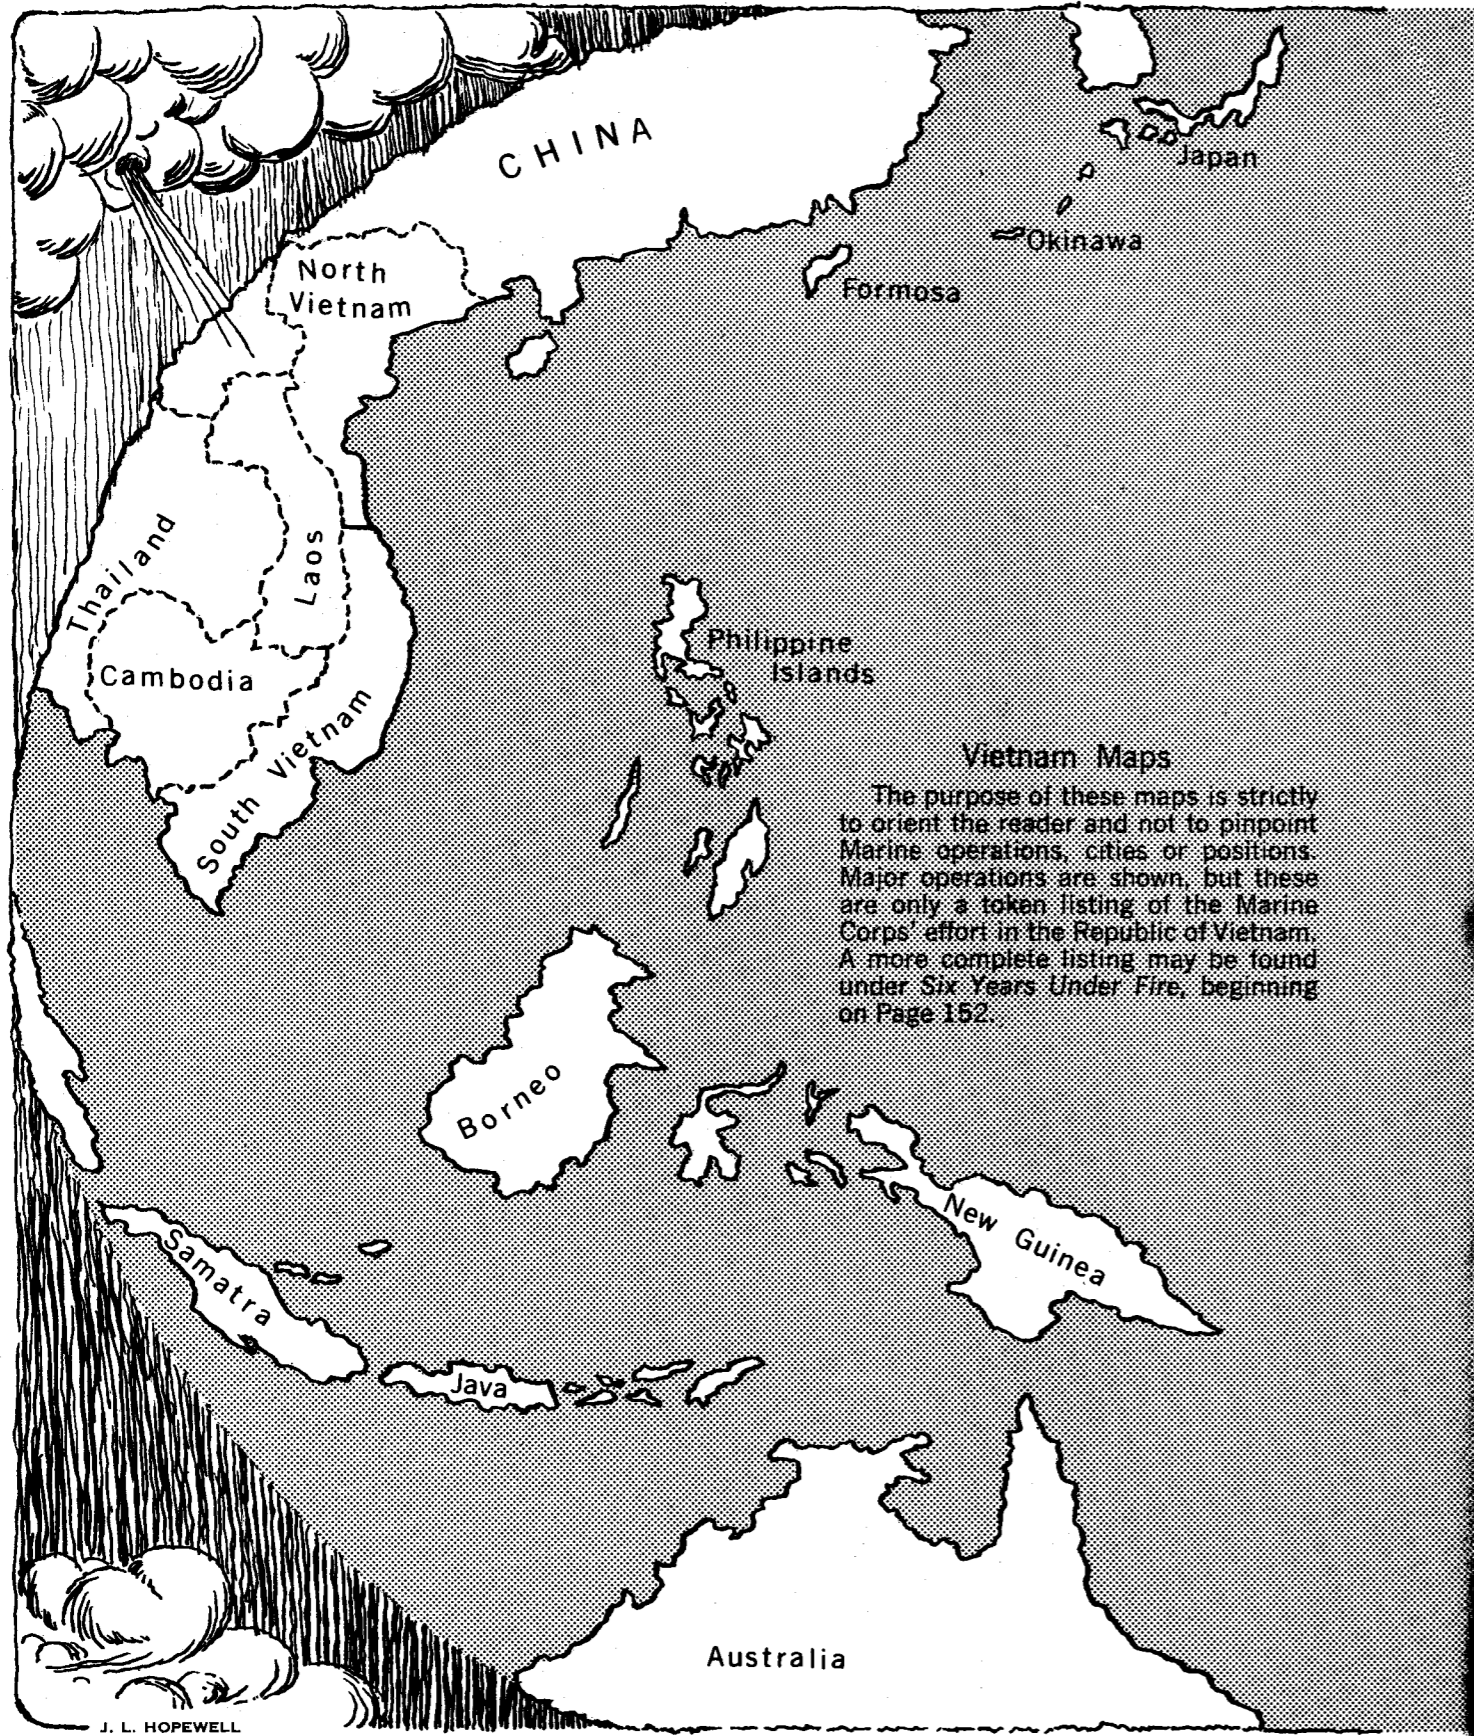 CHINA
Japan
Okinawa
Formosa
North
Vietnam
Thailand
Laos
Cambodia
South Vietnam
Philippine
Islands
Vietnam Maps
The purpose of these maps is strictly
to orient the reader and not to pinpoint
Marine operations, cities or positions.
Major operations are shown, but these
are only a token listing of the Marine
Corps' effort in the Republic of Vietnam.
A more complete listing may be found
under Six Years Under Fire, beginning
on Page 152.
Borneo
New Guinea
Samatra
Java
Australia
J. L. HOPEWELL